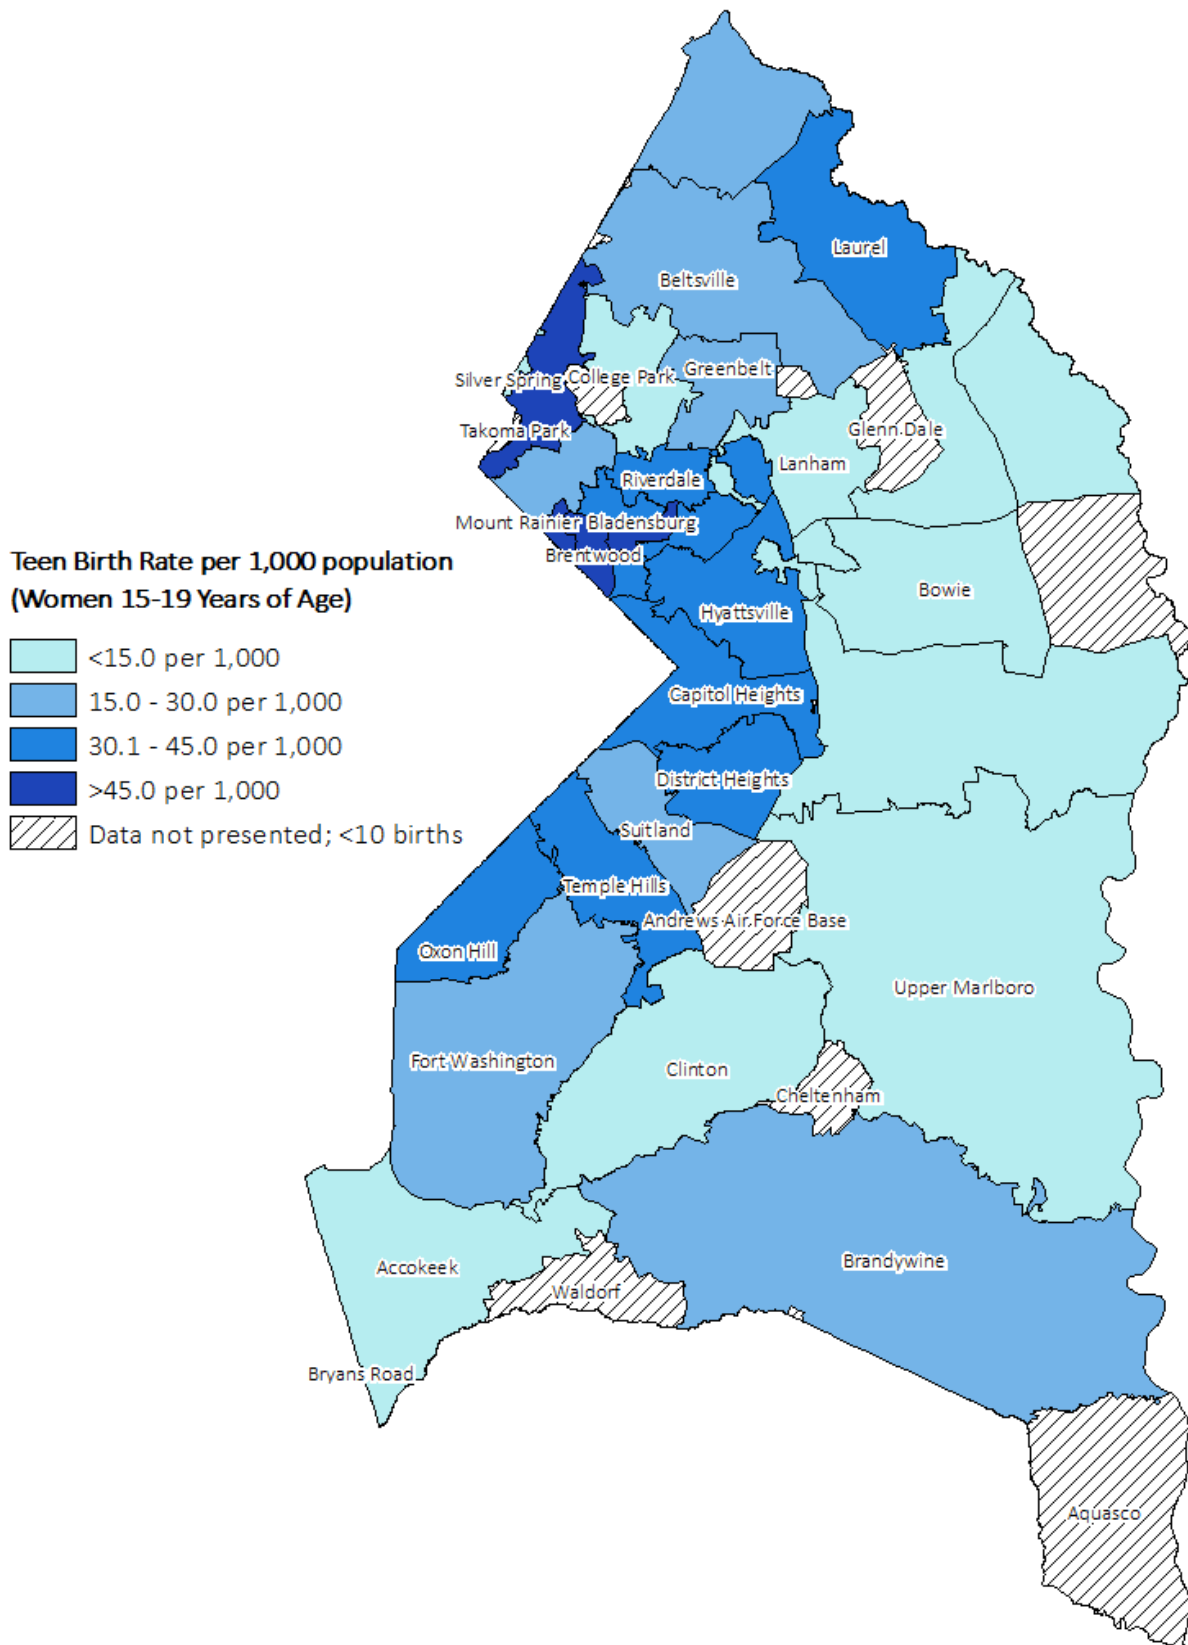 Laurel
Beltsville
Greenbelt
Silver Spring
College Park
Glenn Dale
Takoma Park
Lanham
Riverdale
Mount Rainier
Bladensburg
Brentwood
Teen Birth Rate per 1,000 population
(Women 15-19 Years of Age)
<15.0 per 1,000
15.0 - 30.0 per 1,000
30.1 - 45.0 per 1,000
>45.0 per 1,000
Data not presented; <10 births
Bowie
Hyattsville
Capitol Heights
District Heights
Suitland
Temple Hills
Andrews Air Force Base
Oxon Hill
Upper Marlboro
Fort Washington
Clinton
Cheltenham
Brandywine
Accokeek
Waldorf
Bryans Road
Aquasco